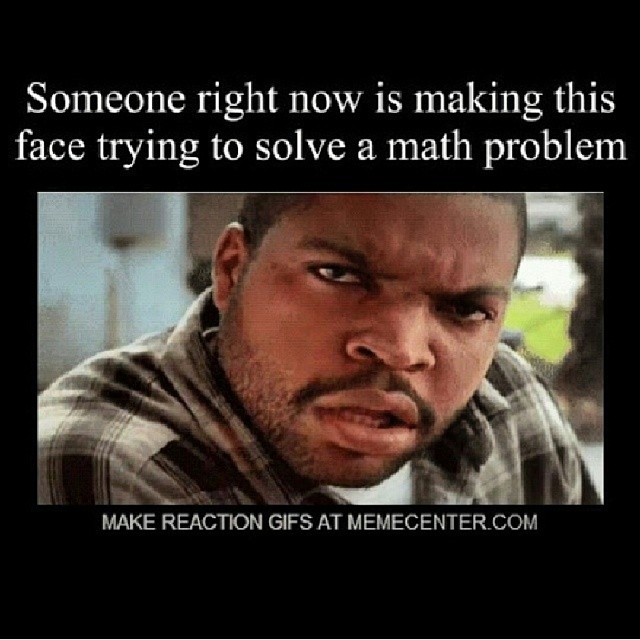 Someone right now is making this
face trying to solve a math problem
MAKE REACTION GIFS AT MEMECENTER.COM